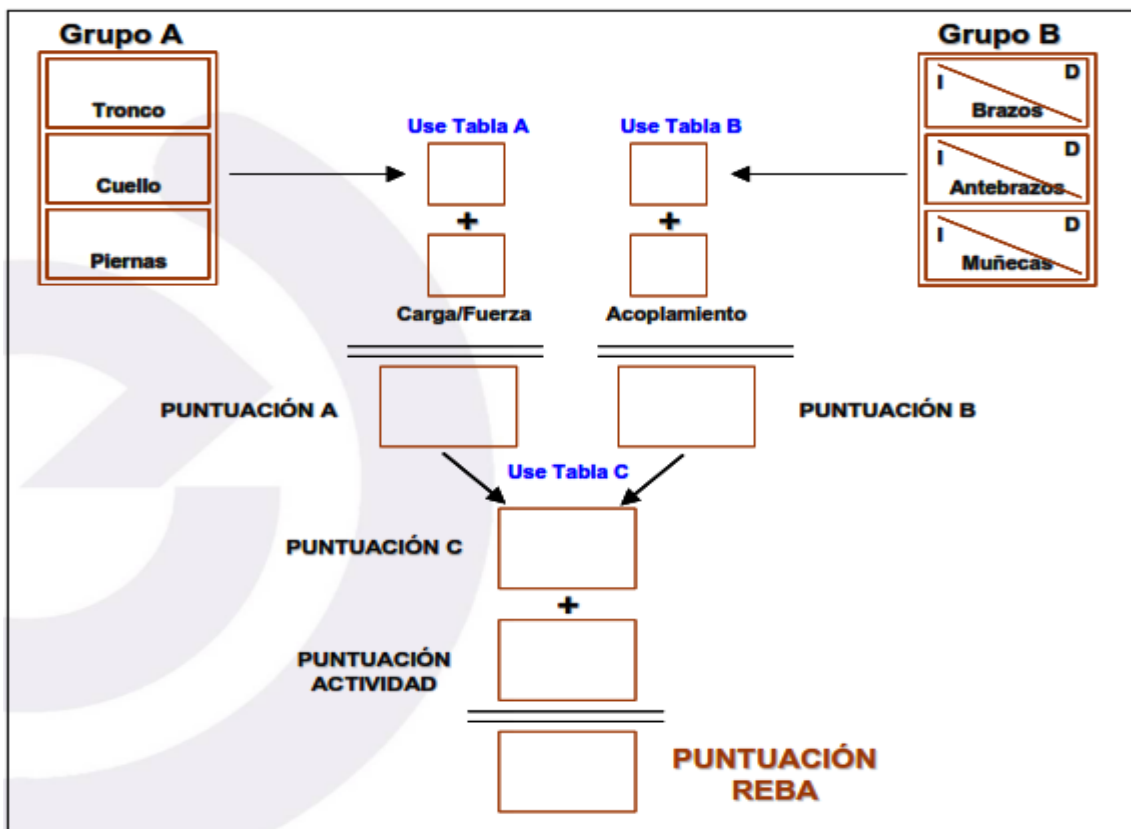 Grupo A
Grupo B
Tronco
Cuello
Piernas
I D
Brazos
I D
Antebrazos
I D
Muñecas
Use Tabla A
Use Tabla B
+
+
Carga/Fuerza
Acoplamiento
PUNTUACIÓN A
PUNTUACIÓN B
Use Tabla C
PUNTUACIÓN C
+
PUNTUACIÓN
ACTIVIDAD
PUNTUACIÓN
REBA